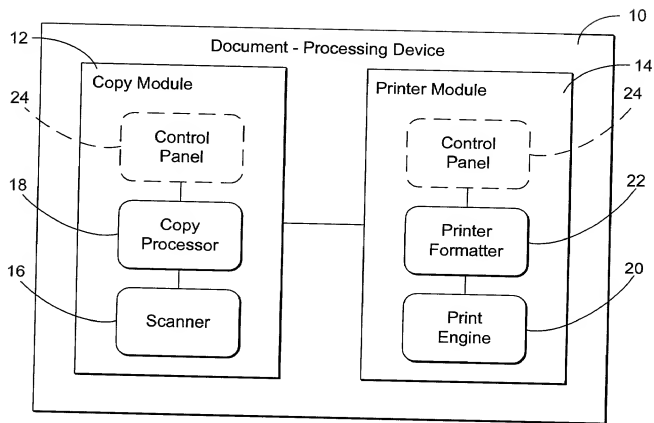 10
Document - Processing Device
12
14
Copy Module
Printer Module
24
24
Control
Panel
Control
Panel
18
22
Copy
Processor
Printer
Formatter
16
20
Scanner
Print
Engine